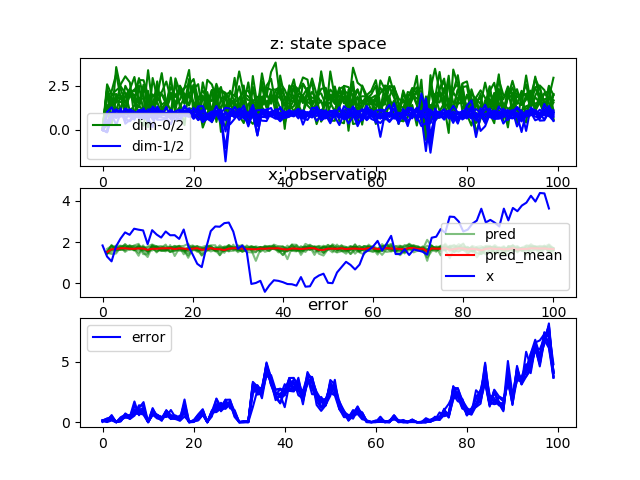 z: state space
2.5
0.0
dim-0/2
dim-1/2
0 20 40 60 80 100
x: observation
4
2
0
pred
pred_mean
x
0 20 40 60 80 100
error
5
0
error
0 20 40 60 80 100